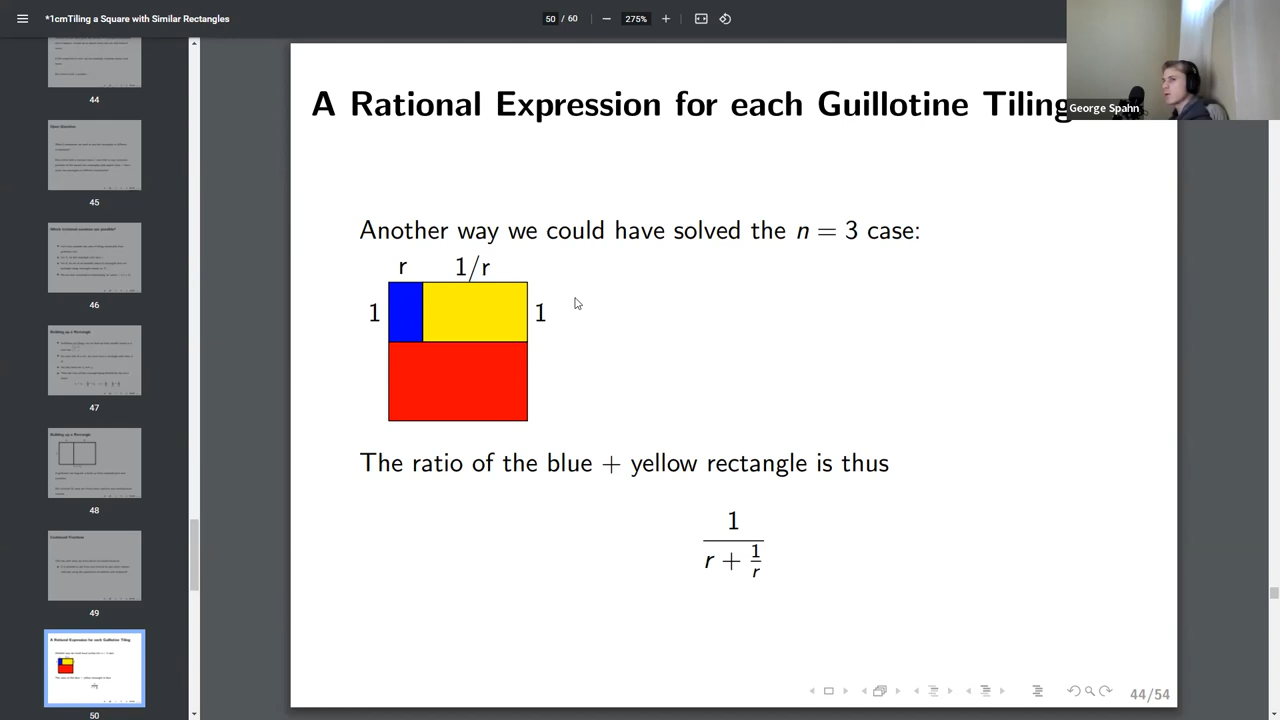 *1cmTiling a Square with Similar Rectangles
50 / 60
275%
44
45
46
47
48
49
50
George Spahn
A Rational Expression for each Guillotine Tiling
Another way we could have solved the n = 3 case:
r 1/r
1 1
The ratio of the blue + yellow rectangle is thus
1
r + 1
r
44/54